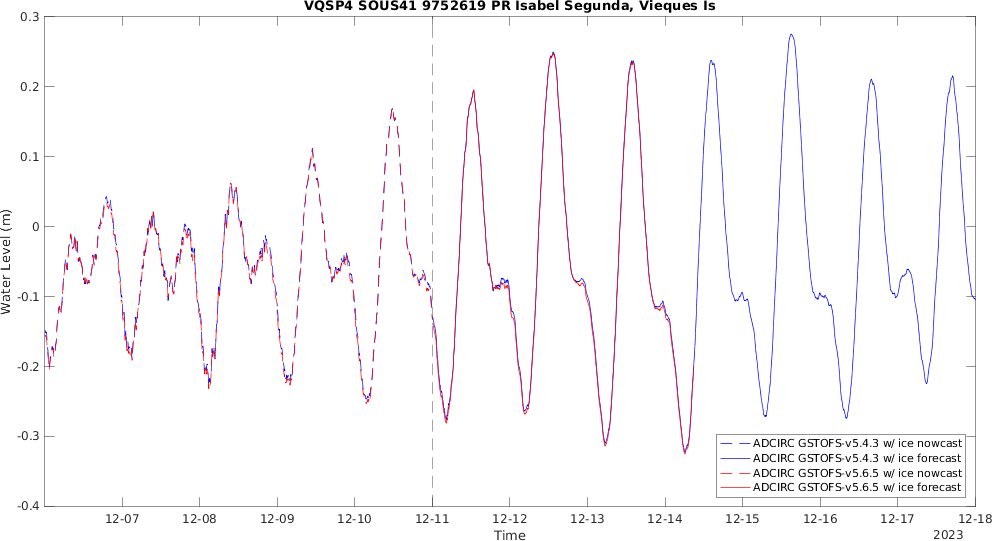 VQSP4 SOUS41 9752619 PR Isabel Segunda, Vieques Is
0.3
0.2
0.1
0
-0.1
-0.2
-0.3
-0.4
Water Level (m)
ADCIRC GSTOFS-v5.4.3 w/ ice nowcast
ADCIRC GSTOFS-v5.4.3 w/ ice forecast
ADCIRC GSTOFS-v5.6.5 w/ ice nowcast
ADCIRC GSTOFS-v5.6.5 w/ ice forecast
12-07 12-08 12-09 12-10 12-11 12-12 12-13 12-14 12-15 12-16 12-17 12-18
Time
2023